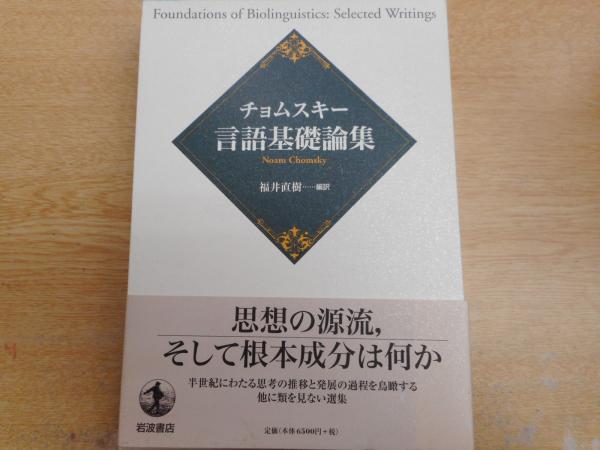 Foundations of Biolinguistics: Selected Writings
チョムスキー
言語基礎論集
Noam Chomsky
福井直樹……編訳
思想の源流,
そして根本成分は何か
半世紀にわたる思考の推移と発展の過程を鳥瞰する
他に類を見ない選集
岩波書店
定価(本体6500円+税)